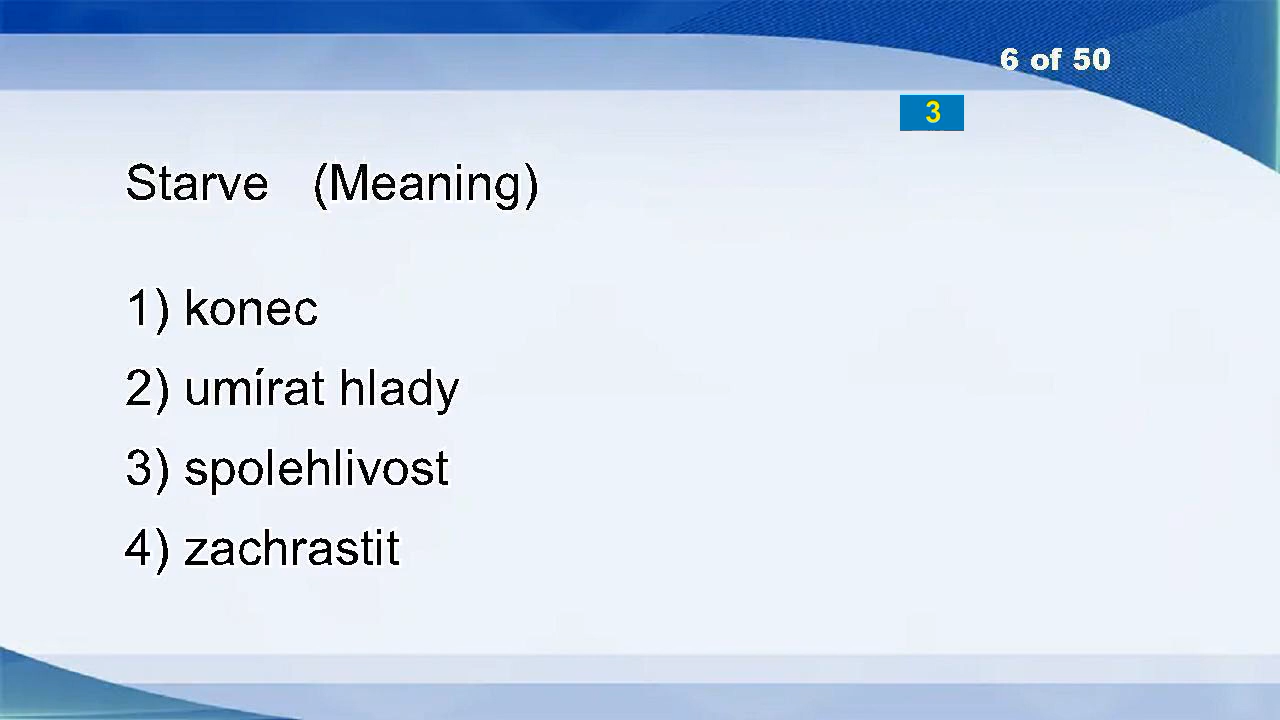 6 of 50
3
Starve (Meaning)
1) konec
2) umírat hlady
3) spolehlivost
4) zachrastit